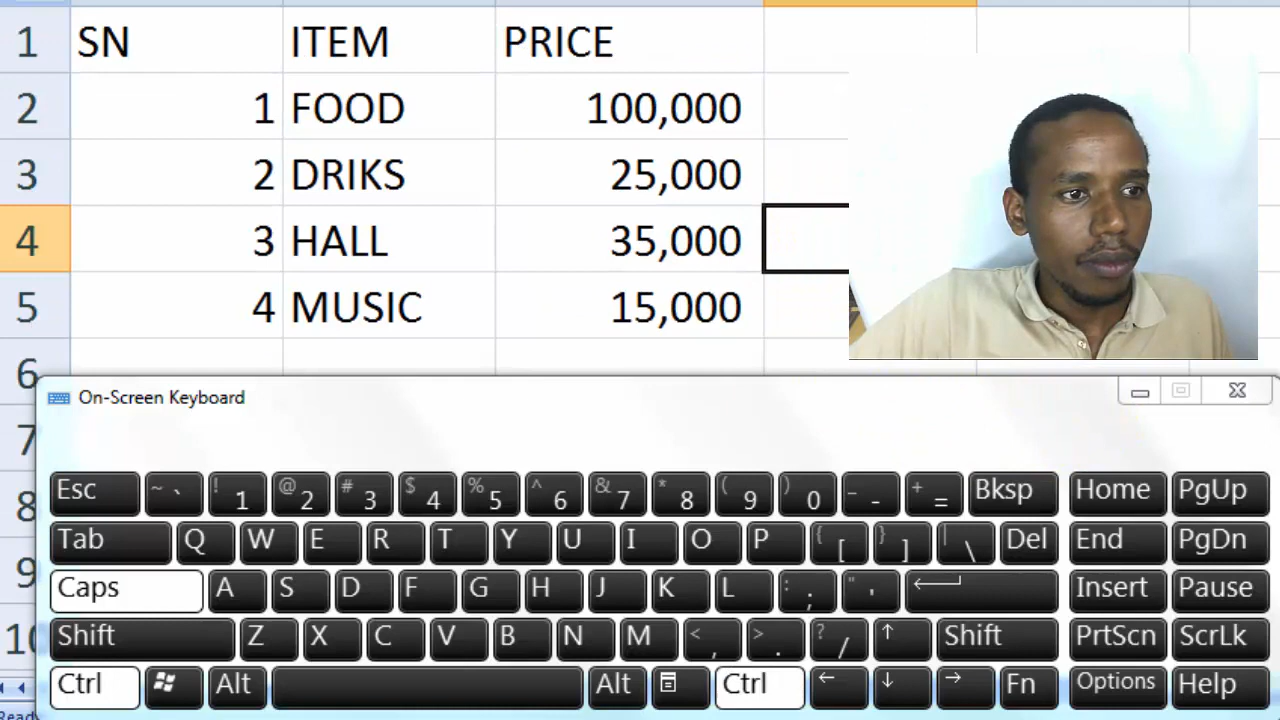 1 SN ITEM PRICE
2 1 FOOD 100,000
3 2 DRIKS 25,000
4 3 HALL 35,000
5 4 MUSIC 15,000
6
On-Screen Keyboard
7
Esc ~ ` ! 1 @ 2 # 3 $ 4 % 5 ^ 6 & 7 * 8 ( 9 ) 0 _ - + = Bksp Home PgUp
8
Tab Q W E R T Y U I O P { [ } ] | \ Del End PgDn
9
Caps A S D F G H J K L : ; " ' Insert Pause
10
Shift Z X C V B N M < , > . ? / ↑ Shift PrtScn ScrLk
Ctrl Alt Alt Ctrl ← ↓ → Fn Options Help